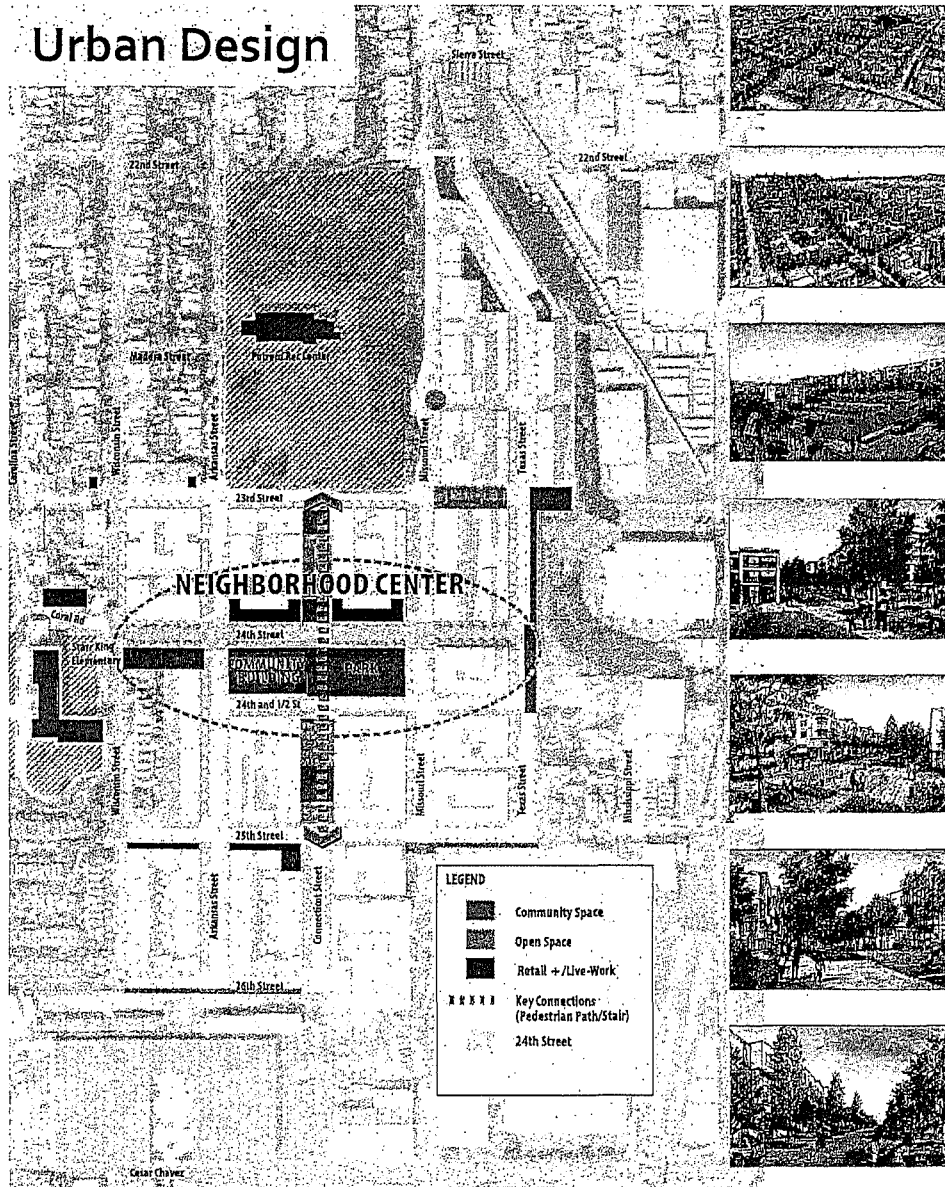 Urban Design
Sierra Street
22nd Street
22nd Street
Madera Street
Potrero Rec Center
Carolina Street
Wisconsin Street
Arkansas Street
Missouri Street
Texas Street
23rd Street
NEIGHBORHOOD CENTER
Coral Rd
24th Street
Starr King
Elementary
COMMUNITY
BUILDING
PARK
24th and 1/2 St
Wisconsin Street
Missouri Street
Texas Street
Mississippi Street
25th Street
Arkansas Street
Connecticut Street
LEGEND
Community Space
Open Space
Retail +/Live-Work
Key Connections
(Pedestrian Path/Stair)
24th Street
26th Street
Cesar Chavez